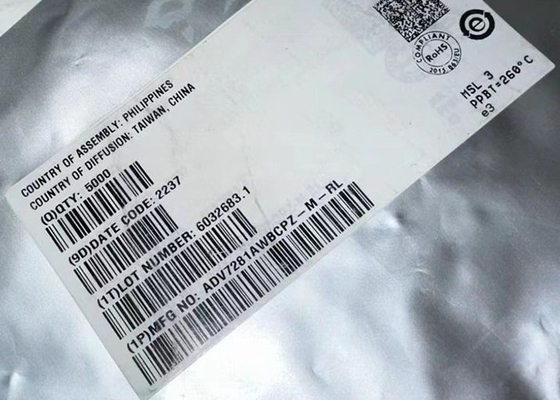 COUNTRY OF ASSEMBLY: PHILIPPINES
COUNTRY OF DIFFUSION: TAIWAN, CHINA
(Q)QTY: 5000
(9D)DATE CODE: 2237
(1T)LOT NUMBER: 6032683.1
(1P)MFG NO: ADV7281AWBCPZ-M-RL
COMPLIANT
RoHS
MSL 3
PPBT=260°C
e3